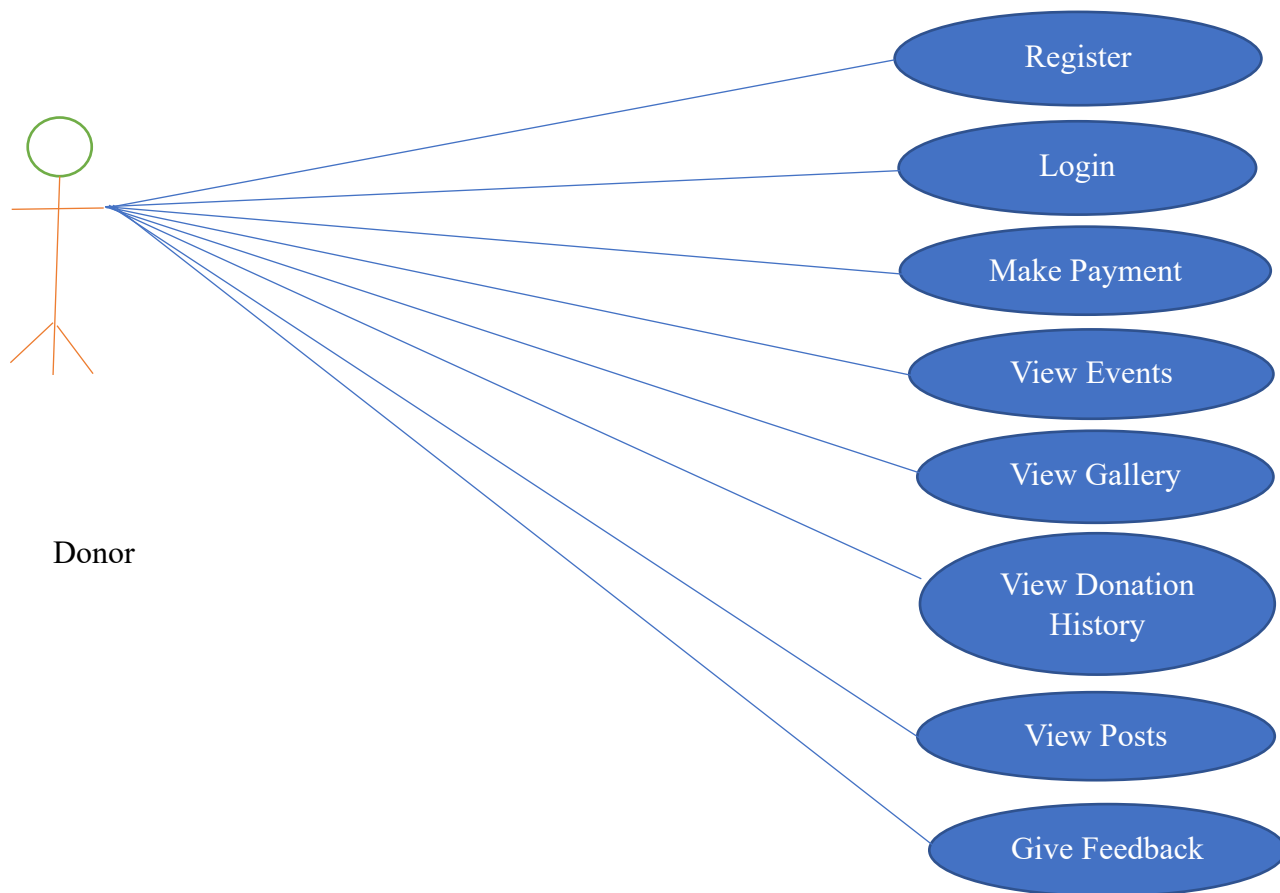 Register
Login
Make Payment
View Events
View Gallery
Donor
View Donation
History
View Posts
Give Feedback